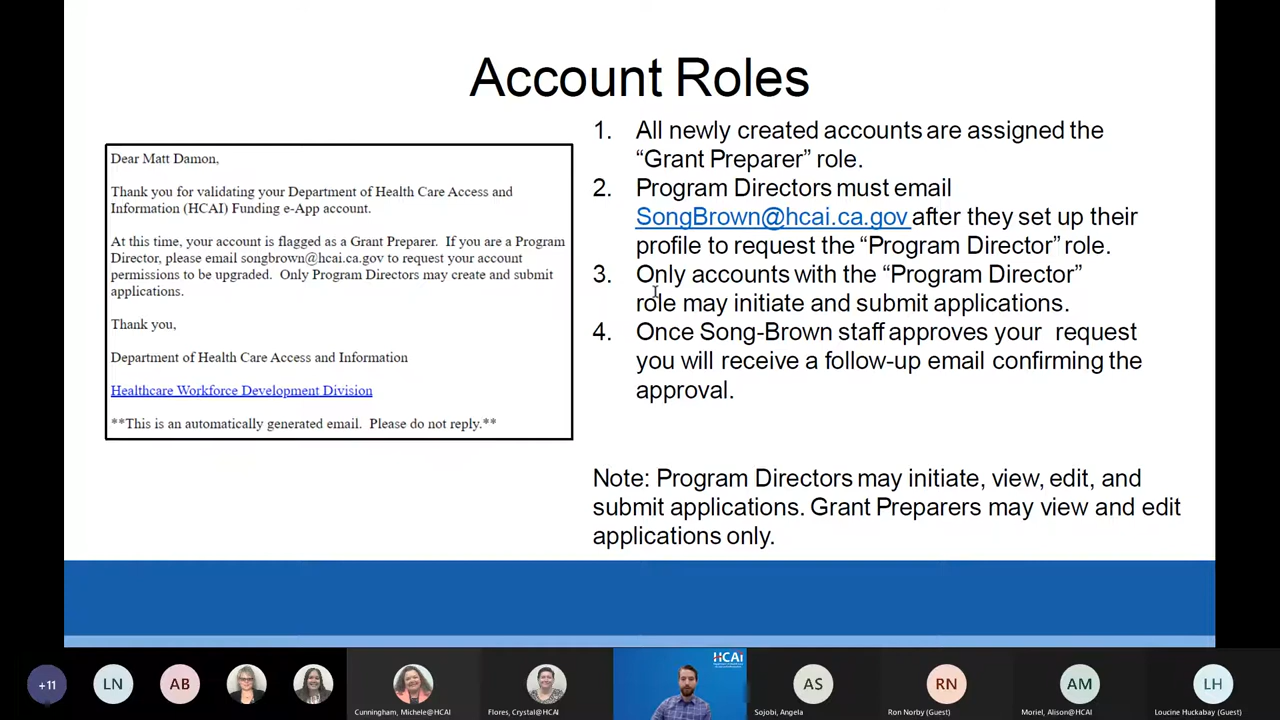 Account Roles
Dear Matt Damon,
Thank you for validating your Department of Health Care Access and
Information (HCAI) Funding e-App account.
At this time, your account is flagged as a Grant Preparer.  If you are a Program
Director, please email songbrown@hcai.ca.gov to request your account
permissions to be upgraded.  Only Program Directors may create and submit
applications.
Thank you,
Department of Health Care Access and Information
Healthcare Workforce Development Division
**This is an automatically generated email.  Please do not reply.**
1. All newly created accounts are assigned the
“Grant Preparer” role.
2. Program Directors must email
SongBrown@hcai.ca.gov after they set up their
profile to request the “Program Director” role.
3. Only accounts with the “Program Director”
role may initiate and submit applications.
4. Once Song-Brown staff approves your  request
you will receive a follow-up email confirming the
approval.
Note: Program Directors may initiate, view, edit, and
submit applications. Grant Preparers may view and edit
applications only.
+11
LN
AB
Cunningham, Michele@HCAI
Flores, Crystal@HCAI
HCAi
AS
Sojobi, Angela
RN
Ron Norby (Guest)
AM
Moriel, Alison@HCAI
LH
Loucine Huckabay (Guest)